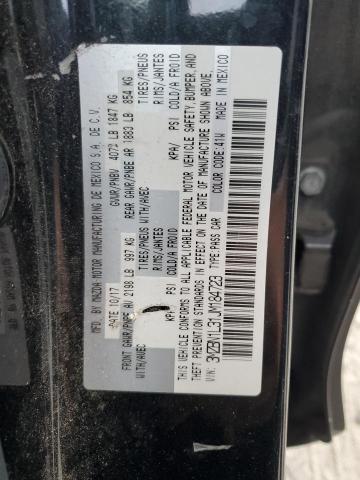 MFD. BY MAZDA MOTOR MANUFACTURING DE MEXICO S.A. DE C.V.
DATE 10/17 GVWR/PNBV 4072 LB 1847 KG
FRONT GAWR/PNBE AV 2198 LB 997 KG REAR GAWR/PNBE AR 1883 LB 854 KG
WITH/AVEC TIRES/PNEUS WITH/AVEC TIRES/PNEUS
RIMS/JANTES RIMS/JANTES
COLD/A FROID KPA/ PSI COLD/A FROID KPA/ PSI COLD/A FROID
THIS VEHICLE CONFORMS TO ALL APPLICABLE FEDERAL MOTOR VEHICLE SAFETY, BUMPER, AND
THEFT PREVENTION STANDARDS IN EFFECT ON THE DATE OF MANUFACTURE SHOWN ABOVE.
VIN: 3MZBN1L31JM184723 TYPE:PASS CAR COLOR CODE:41W MADE IN MEXICO